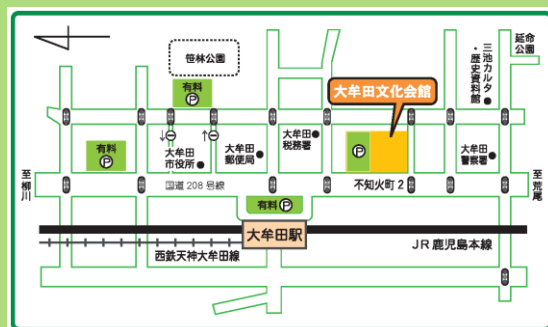 延命
公園
笹林公園
三池カルタ
・歴史資料
館
有料
P
大牟田文化会館
有料
P
大牟田
市役所
大牟田
郵便局
大牟田
税務署
P
大牟田
警察署
至柳川
国道208号線
不知火町2
至荒尾
有料P
大牟田駅
西鉄天神大牟田線
JR鹿児島本線